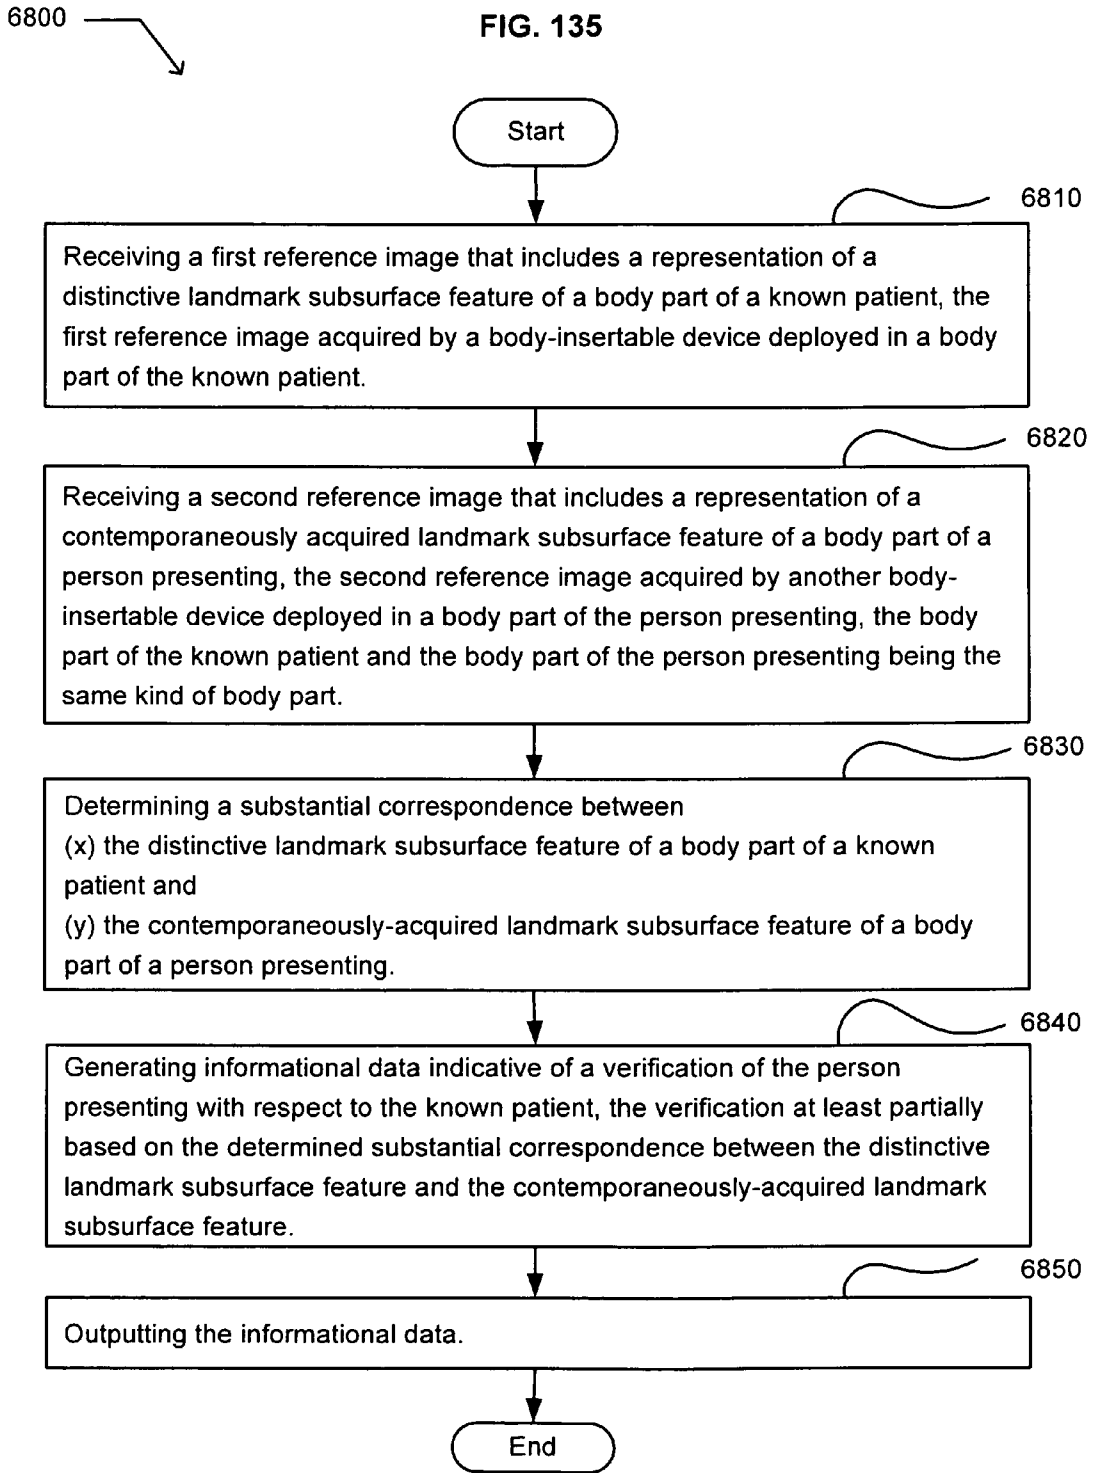 6800
FIG. 135
Start
6810
Receiving a first reference image that includes a representation of a
distinctive landmark subsurface feature of a body part of a known patient, the
first reference image acquired by a body-insertable device deployed in a body
part of the known patient.
6820
Receiving a second reference image that includes a representation of a
contemporaneously acquired landmark subsurface feature of a body part of a
person presenting, the second reference image acquired by another body-
insertable device deployed in a body part of the person presenting, the body
part of the known patient and the body part of the person presenting being the
same kind of body part.
6830
Determining a substantial correspondence between
(x) the distinctive landmark subsurface feature of a body part of a known
patient and
(y) the contemporaneously-acquired landmark subsurface feature of a body
part of a person presenting.
6840
Generating informational data indicative of a verification of the person
presenting with respect to the known patient, the verification at least partially
based on the determined substantial correspondence between the distinctive
landmark subsurface feature and the contemporaneously-acquired landmark
subsurface feature.
6850
Outputting the informational data.
End